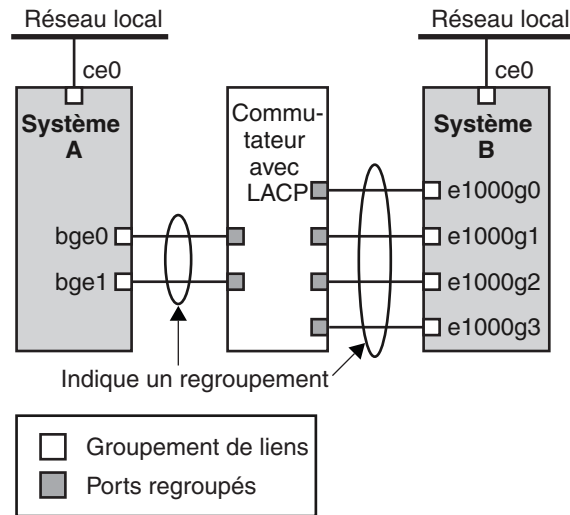 Réseau local
Réseau local
ce0
ce0
Système
A
Commu-
tateur
avec
LACP
Système
B
bge0
bge1
e1000g0
e1000g1
e1000g2
e1000g3
Indique un regroupement
Groupement de liens
Ports regroupés